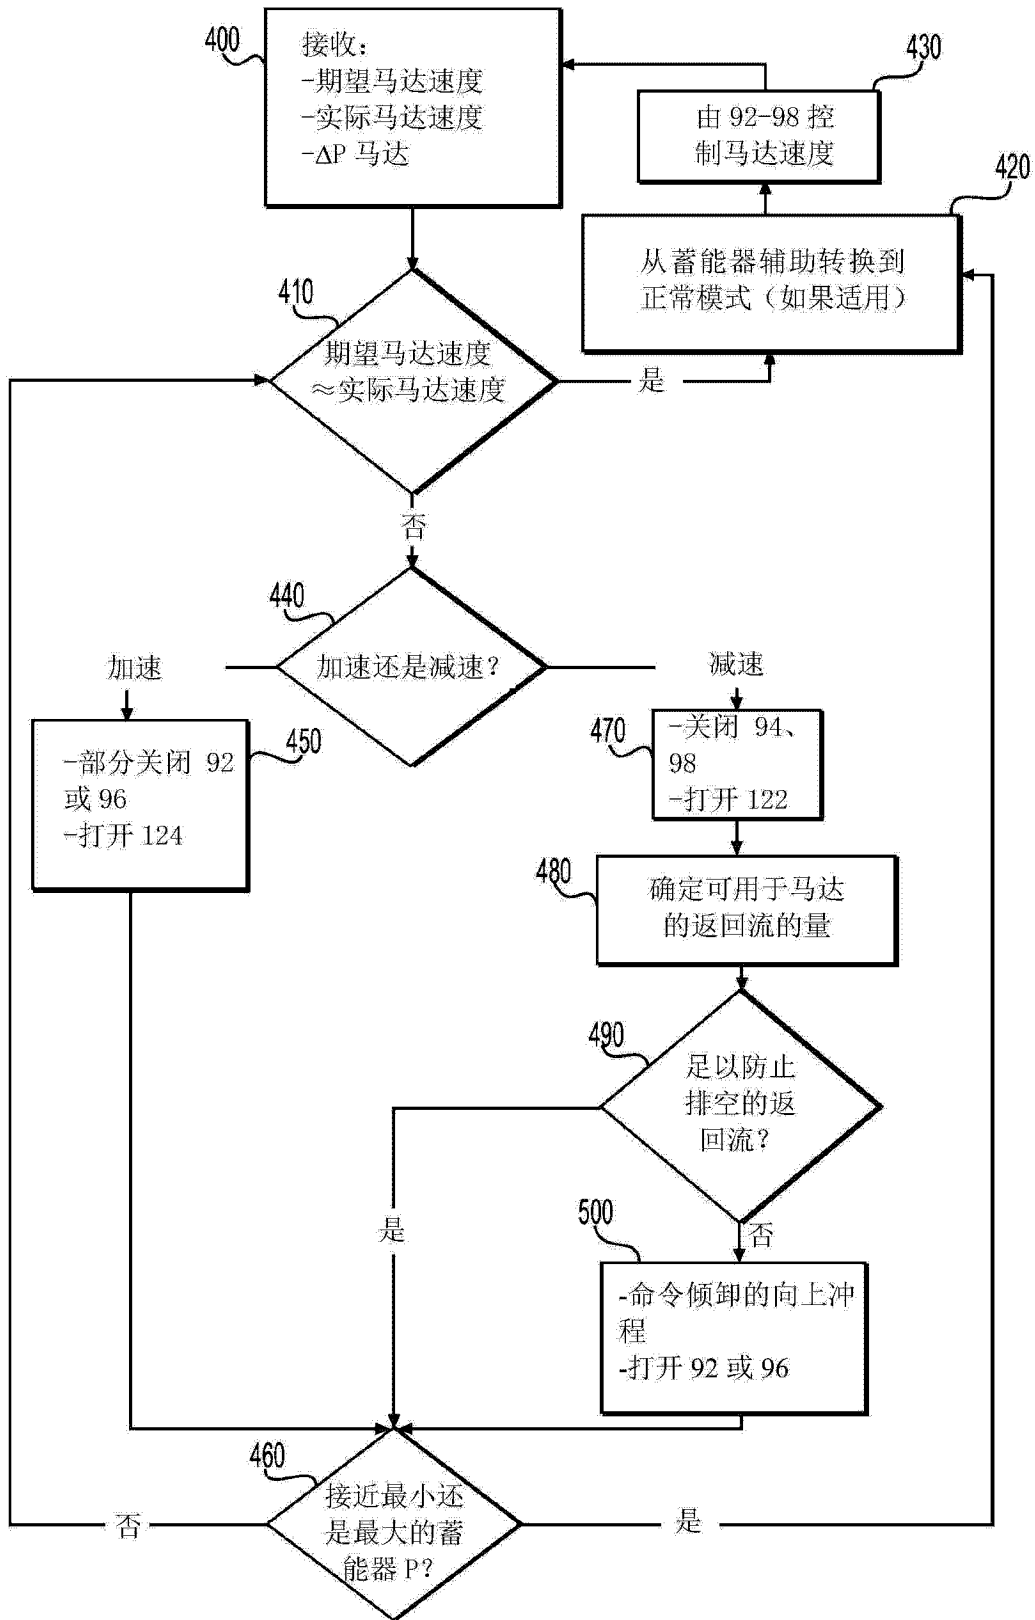 400
接收：
-期望马达速度
-实际马达速度
-ΔP 马达
430
由 92-98 控
制马达速度
420
从蓄能器辅助转换到
正常模式（如果适用）
410
期望马达速度
≈实际马达速度
是
否
440
加速还是减速？
加速
减速
450
-部分关闭 92
或 96
-打开 124
470
-关闭 94、
98
-打开 122
480
确定可用于马达
的返回流的量
490
足以防止
排空的返
回流？
是
否
500
-命令倾卸的向上冲
程
-打开 92 或 96
460
接近最小还
是最大的蓄
能器 P？
否
是